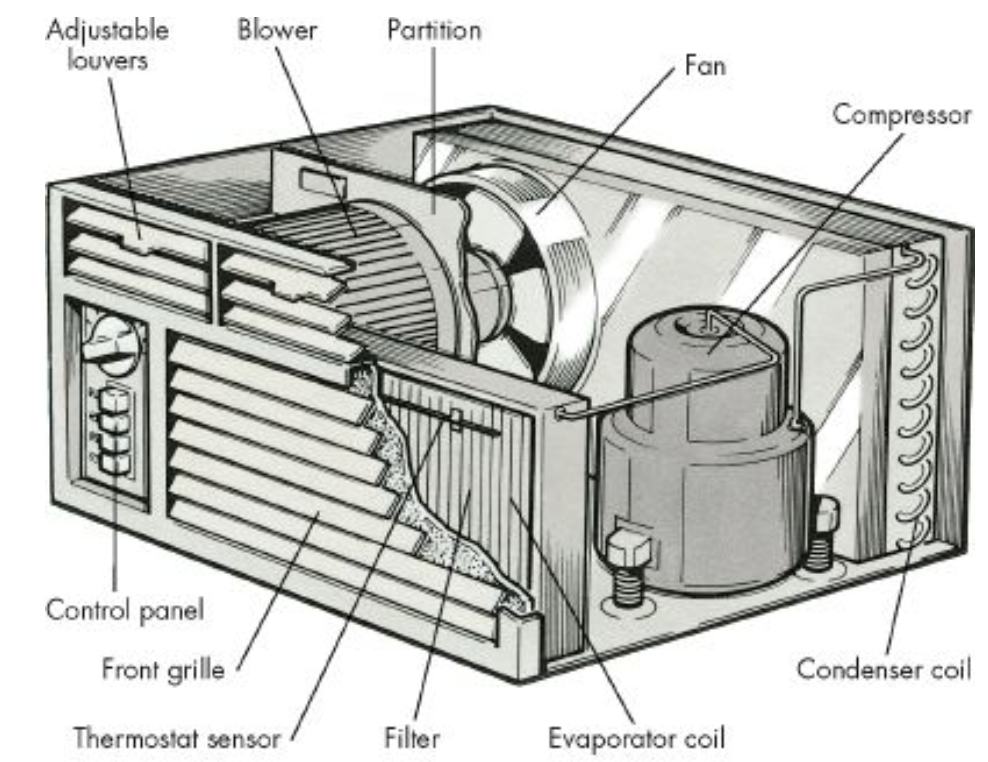 Adjustable
louvers
Blower
Partition
Fan
Compressor
Control panel
Front grille
Thermostat sensor
Filter
Evaporator coil
Condenser coil